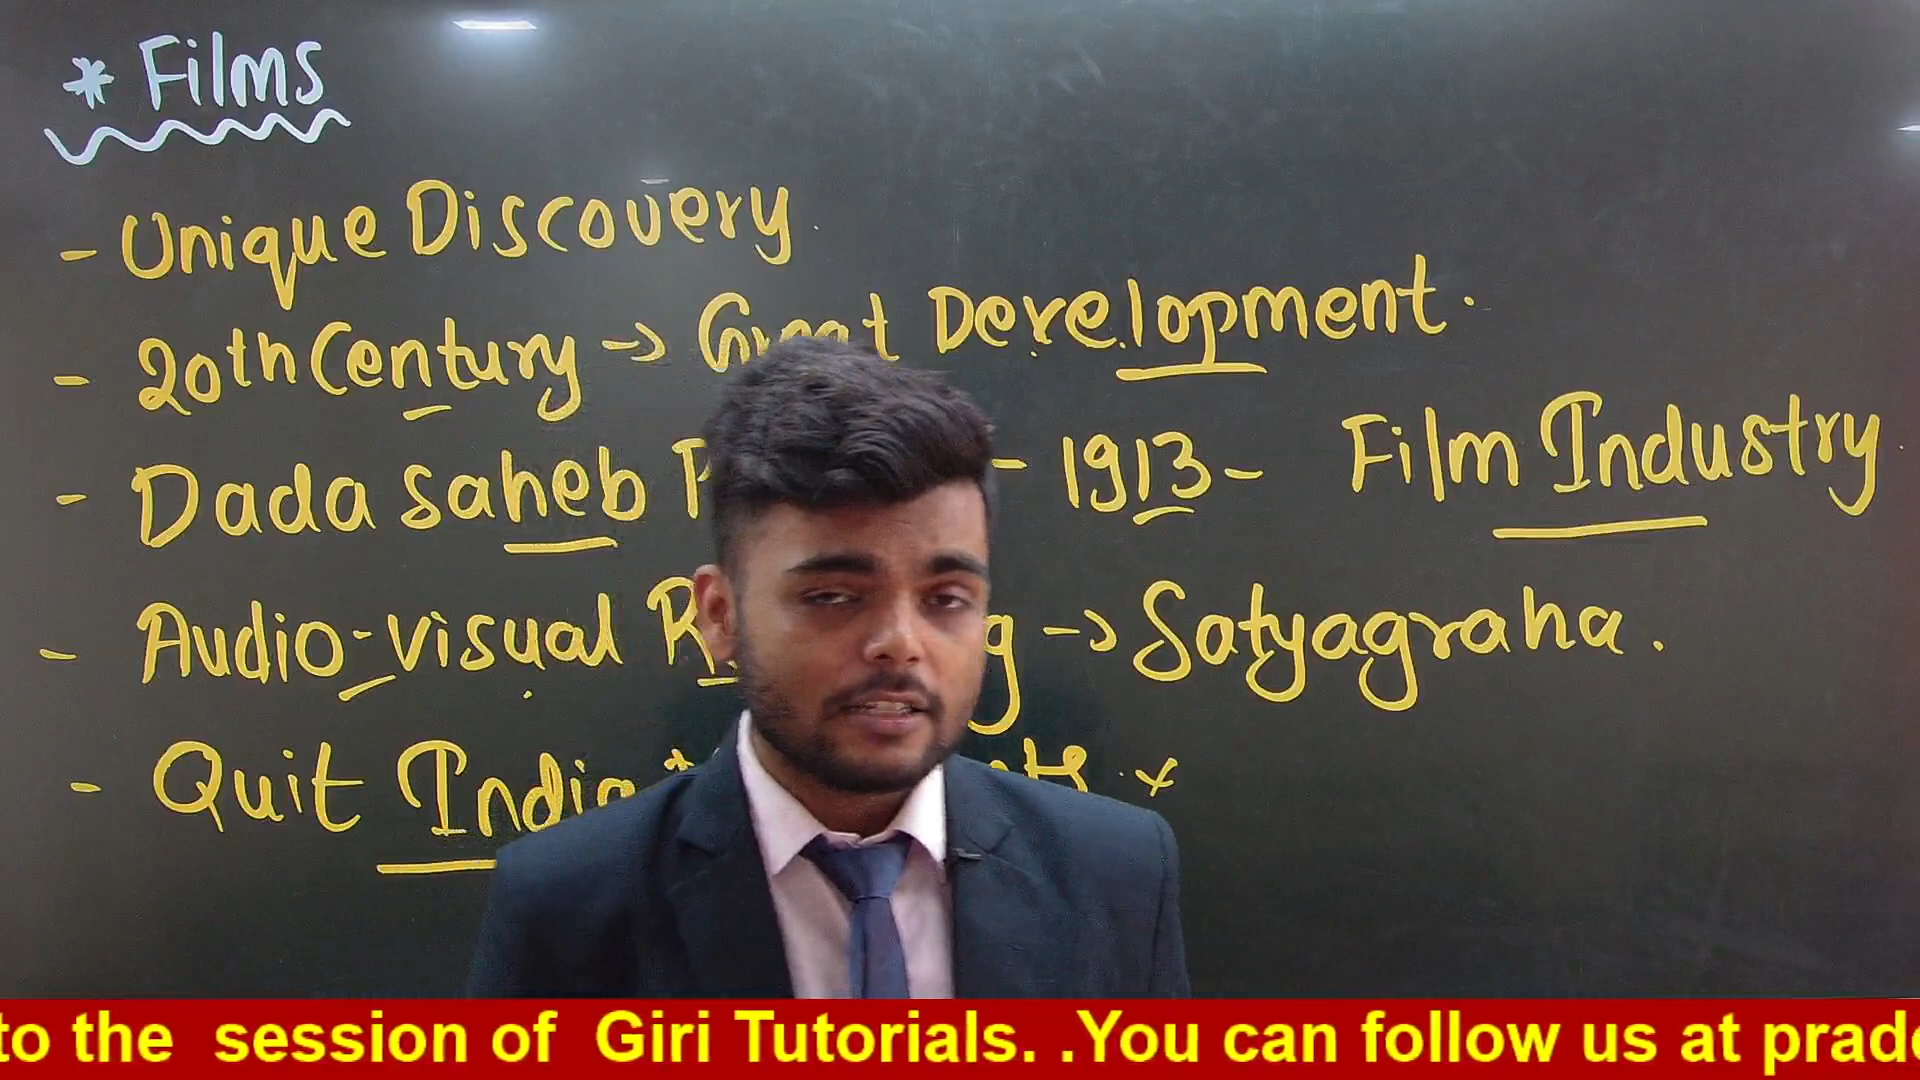 * Films
- Unique Discovery.
- 20th Century → Great Development.
- Dada saheb - 1913 - Film Industry.
- Audio-visual → Satyagraha.
- Quit India x
to the session of Giri Tutorials. .You can follow us at